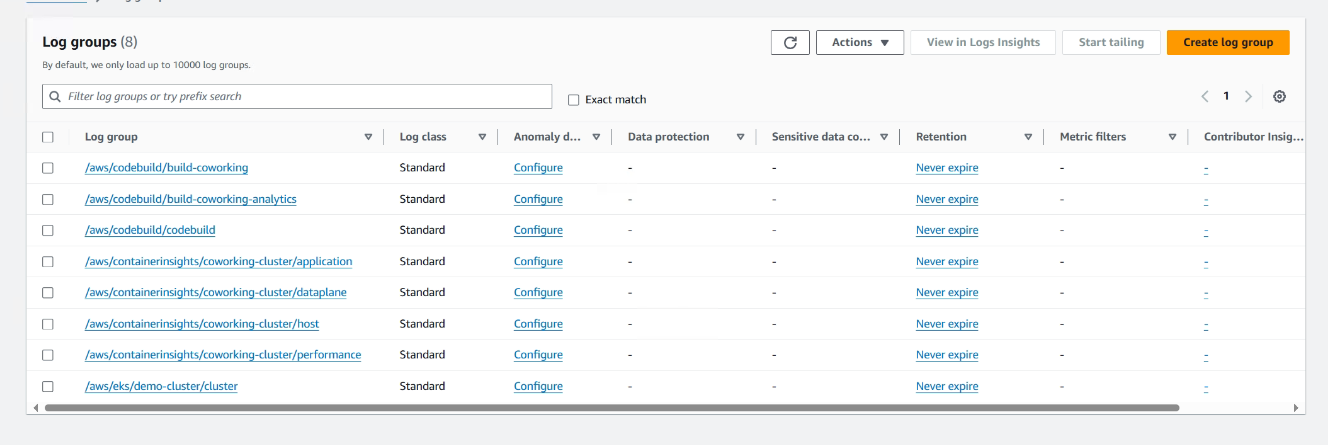 Log groups (8)
By default, we only load up to 10000 log groups.
Actions
View in Logs Insights
Start tailing
Create log group
Filter log groups or try prefix search
Exact match
1
Log group Log class Anomaly d... Data protection Sensitive data co... Retention Metric filters Contributor Insig...
/aws/codebuild/build-coworking Standard Configure - - Never expire - -
/aws/codebuild/build-coworking-analytics Standard Configure - - Never expire - -
/aws/codebuild/codebuild Standard Configure - - Never expire - -
/aws/containerinsights/coworking-cluster/application Standard Configure - - Never expire - -
/aws/containerinsights/coworking-cluster/dataplane Standard Configure - - Never expire - -
/aws/containerinsights/coworking-cluster/host Standard Configure - - Never expire - -
/aws/containerinsights/coworking-cluster/performance Standard Configure - - Never expire - -
/aws/eks/demo-cluster/cluster Standard Configure - - Never expire - -